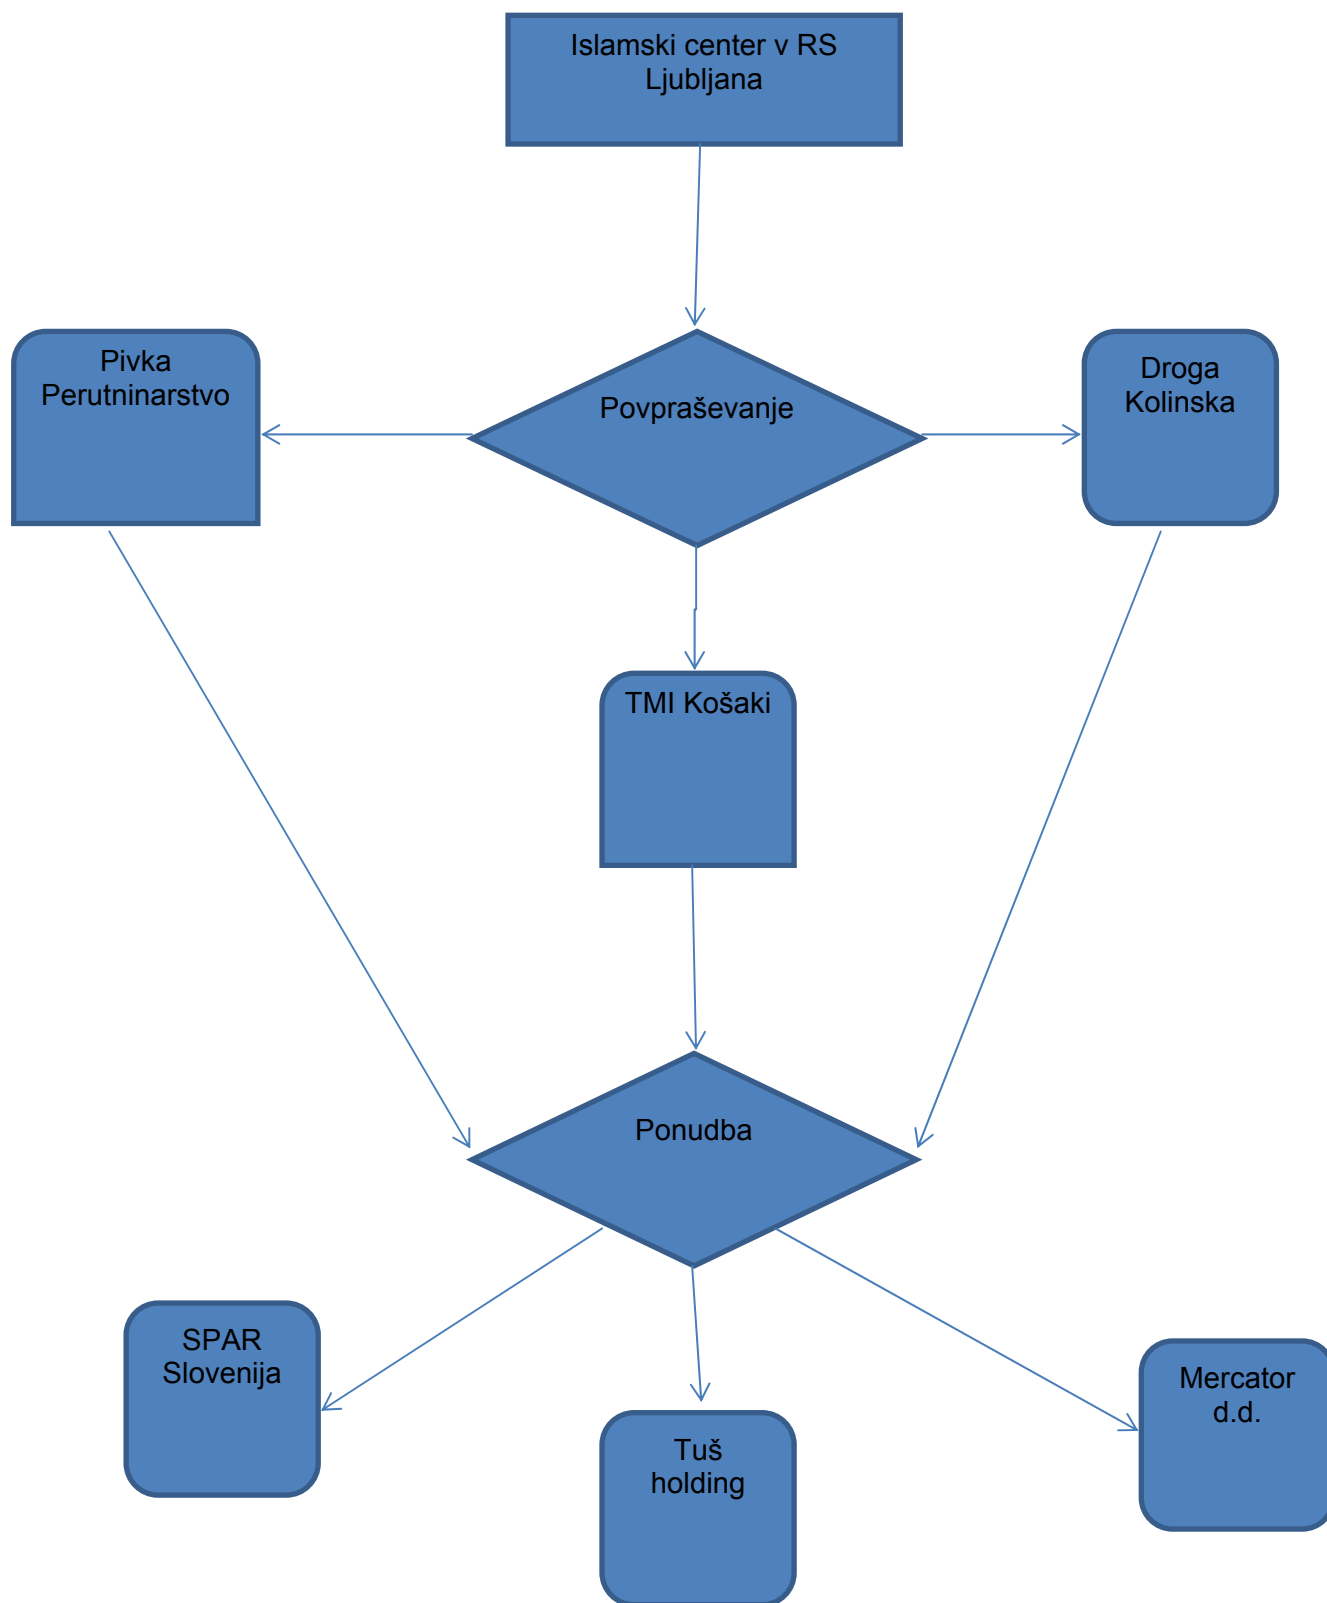 Islamski center v RS
Ljubljana
Pivka
Perutninarstvo
Povpraševanje
Droga
Kolinska
TMI Košaki
Ponudba
SPAR
Slovenija
Tuš
holding
Mercator
d.d.